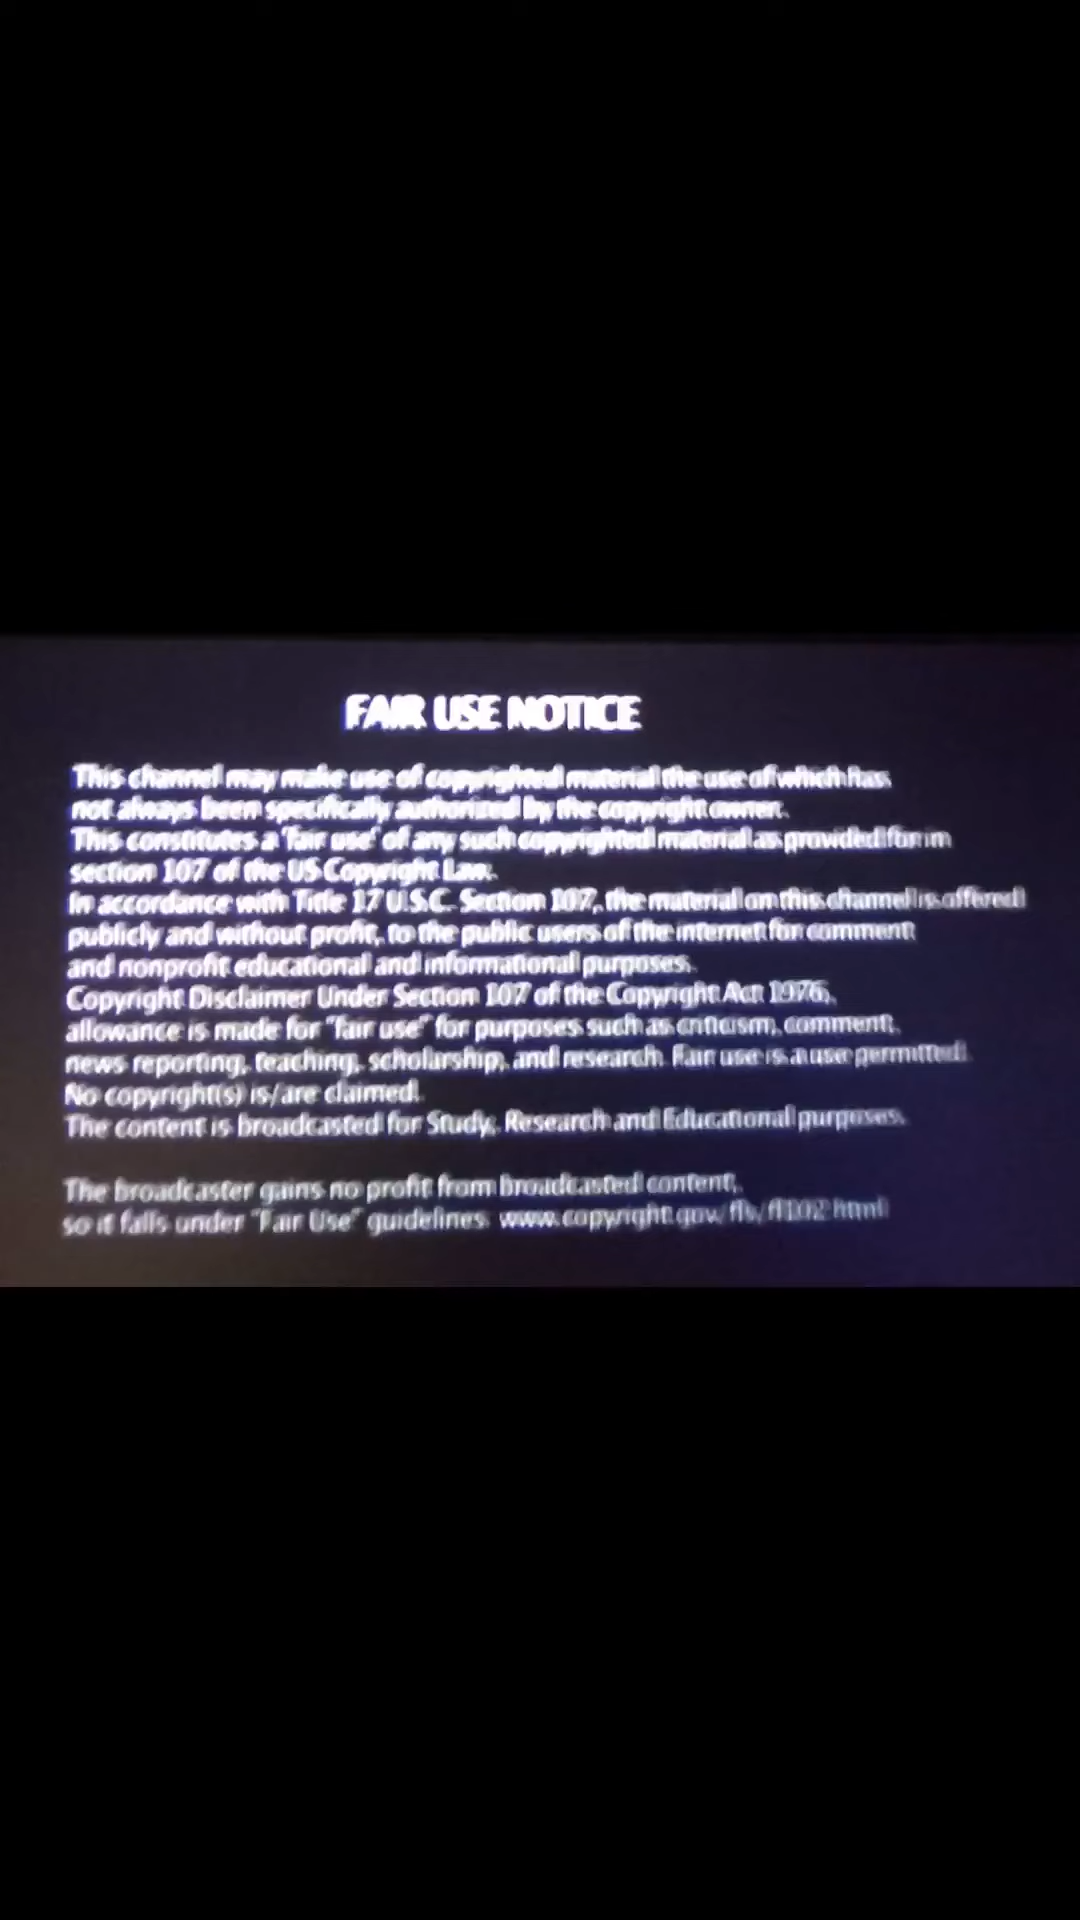 FAIR USE NOTICE
This channel may make use of copyrighted material the use of which has
not always been specifically authorized by the copyright owner.
This constitutes a 'fair use' of any such copyrighted material as provided for in
section 107 of the US Copyright Law.
In accordance with Title 17 U.S.C. Section 107, the material on this channel is offered
publicly and without profit, to the public users of the internet for comment
and nonprofit educational and informational purposes.
Copyright Disclaimer Under Section 107 of the Copyright Act 1976,
allowance is made for "fair use" for purposes such as criticism, comment,
news reporting, teaching, scholarship, and research. Fair use is a use permitted.
No copyright(s) is/are claimed.
The content is broadcasted for Study, Research and Educational purposes.
The broadcaster gains no profit from broadcasted content,
so it falls under "Fair Use" guidelines www.copyright.gov/fls/fl102.html